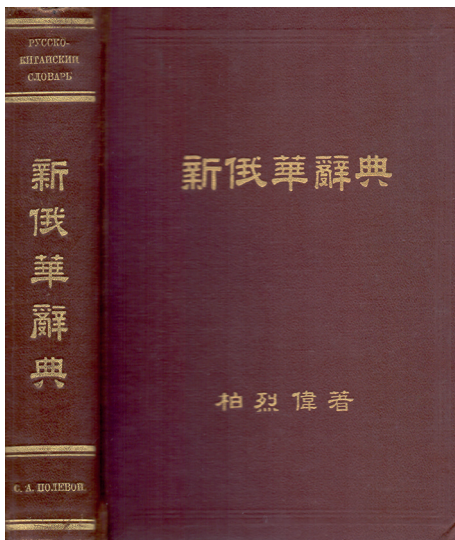 РУССКО-
КИТАЙСКИЙ
СЛОВАРЬ
新俄華辭典
С. А. ПОЛЕВОЙ.
新俄華辭典
柏烈偉著